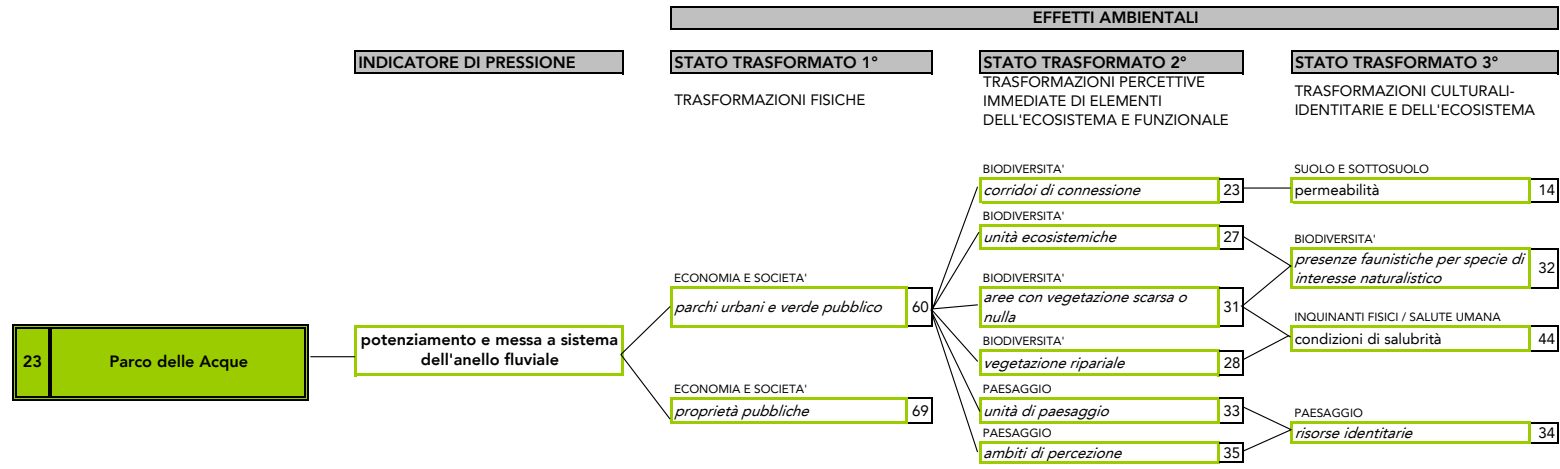 EFFETTI AMBIENTALI
INDICATORE DI PRESSIONE
STATO TRASFORMATO 1°
STATO TRASFORMATO 2°
STATO TRASFORMATO 3°
TRASFORMAZIONI FISICHE
TRASFORMAZIONI PERCETTIVE
IMMEDIATE DI ELEMENTI
DELL'ECOSISTEMA E FUNZIONALE
TRASFORMAZIONI CULTURALI-
IDENTITARIE E DELL'ECOSISTEMA
23 Parco delle Acque
potenziamento e messa a sistema
dell'anello fluviale
ECONOMIA E SOCIETA'
parchi urbani e verde pubblico 60
ECONOMIA E SOCIETA'
proprietà pubbliche 69
BIODIVERSITA'
corridoi di connessione 23
BIODIVERSITA'
unità ecosistemiche 27
BIODIVERSITA'
aree con vegetazione scarsa o
nulla 31
BIODIVERSITA'
vegetazione ripariale 28
PAESAGGIO
unità di paesaggio 33
PAESAGGIO
ambiti di percezione 35
SUOLO E SOTTOSUOLO
permeabilità 14
BIODIVERSITA'
presenze faunistiche per specie di
interesse naturalistico 32
INQUINANTI FISICI / SALUTE UMANA
condizioni di salubrità 44
PAESAGGIO
risorse identitarie 34